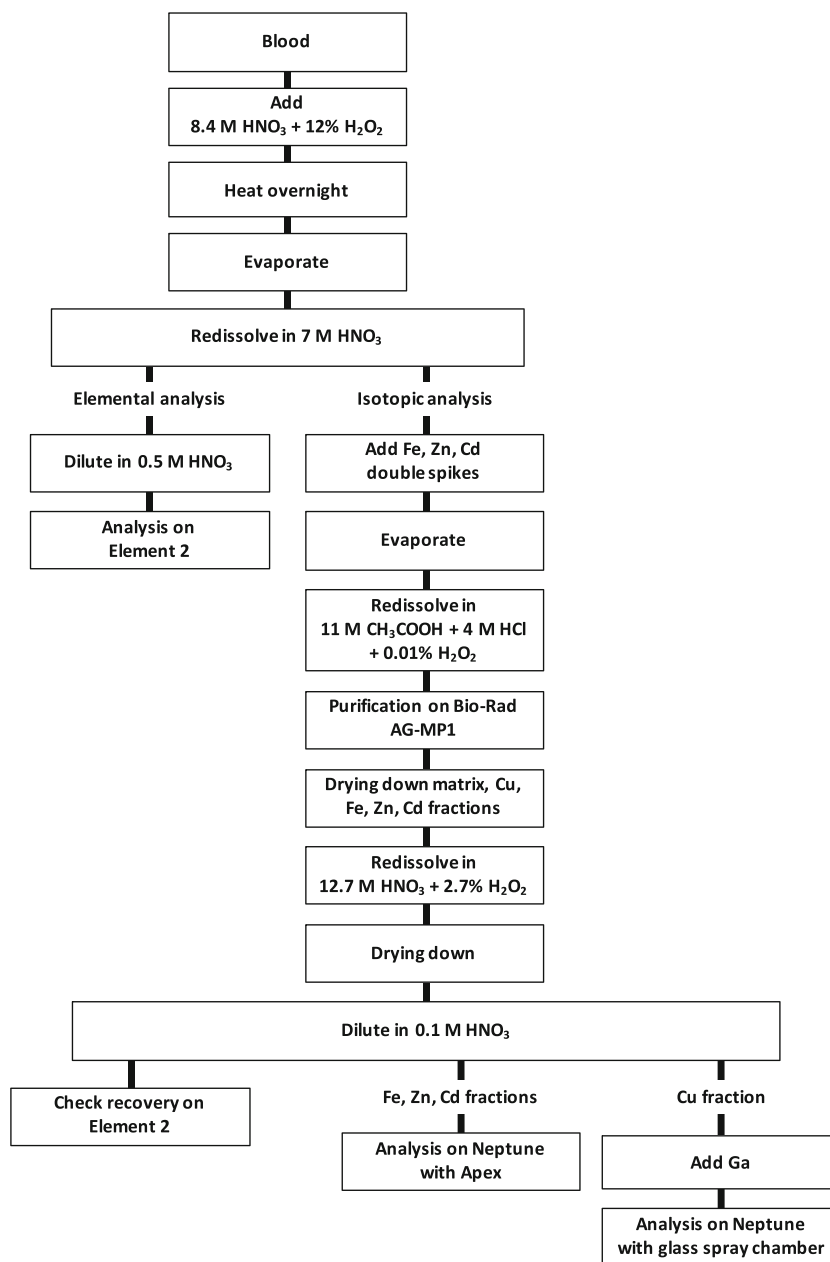 Blood
Add
8.4 M HNO₃ + 12% H₂O₂
Heat overnight
Evaporate
Redissolve in 7 M HNO₃
Elemental analysis
Isotopic analysis
Dilute in 0.5 M HNO₃
Add Fe, Zn, Cd
double spikes
Analysis on
Element 2
Evaporate
Redissolve in
11 M CH₃COOH + 4 M HCl
+ 0.01% H₂O₂
Purification on Bio-Rad
AG-MP1
Drying down matrix, Cu,
Fe, Zn, Cd fractions
Redissolve in
12.7 M HNO₃ + 2.7% H₂O₂
Drying down
Dilute in 0.1 M HNO₃
Check recovery on
Element 2
Fe, Zn, Cd fractions
Analysis on Neptune
with Apex
Cu fraction
Add Ga
Analysis on Neptune
with glass spray chamber